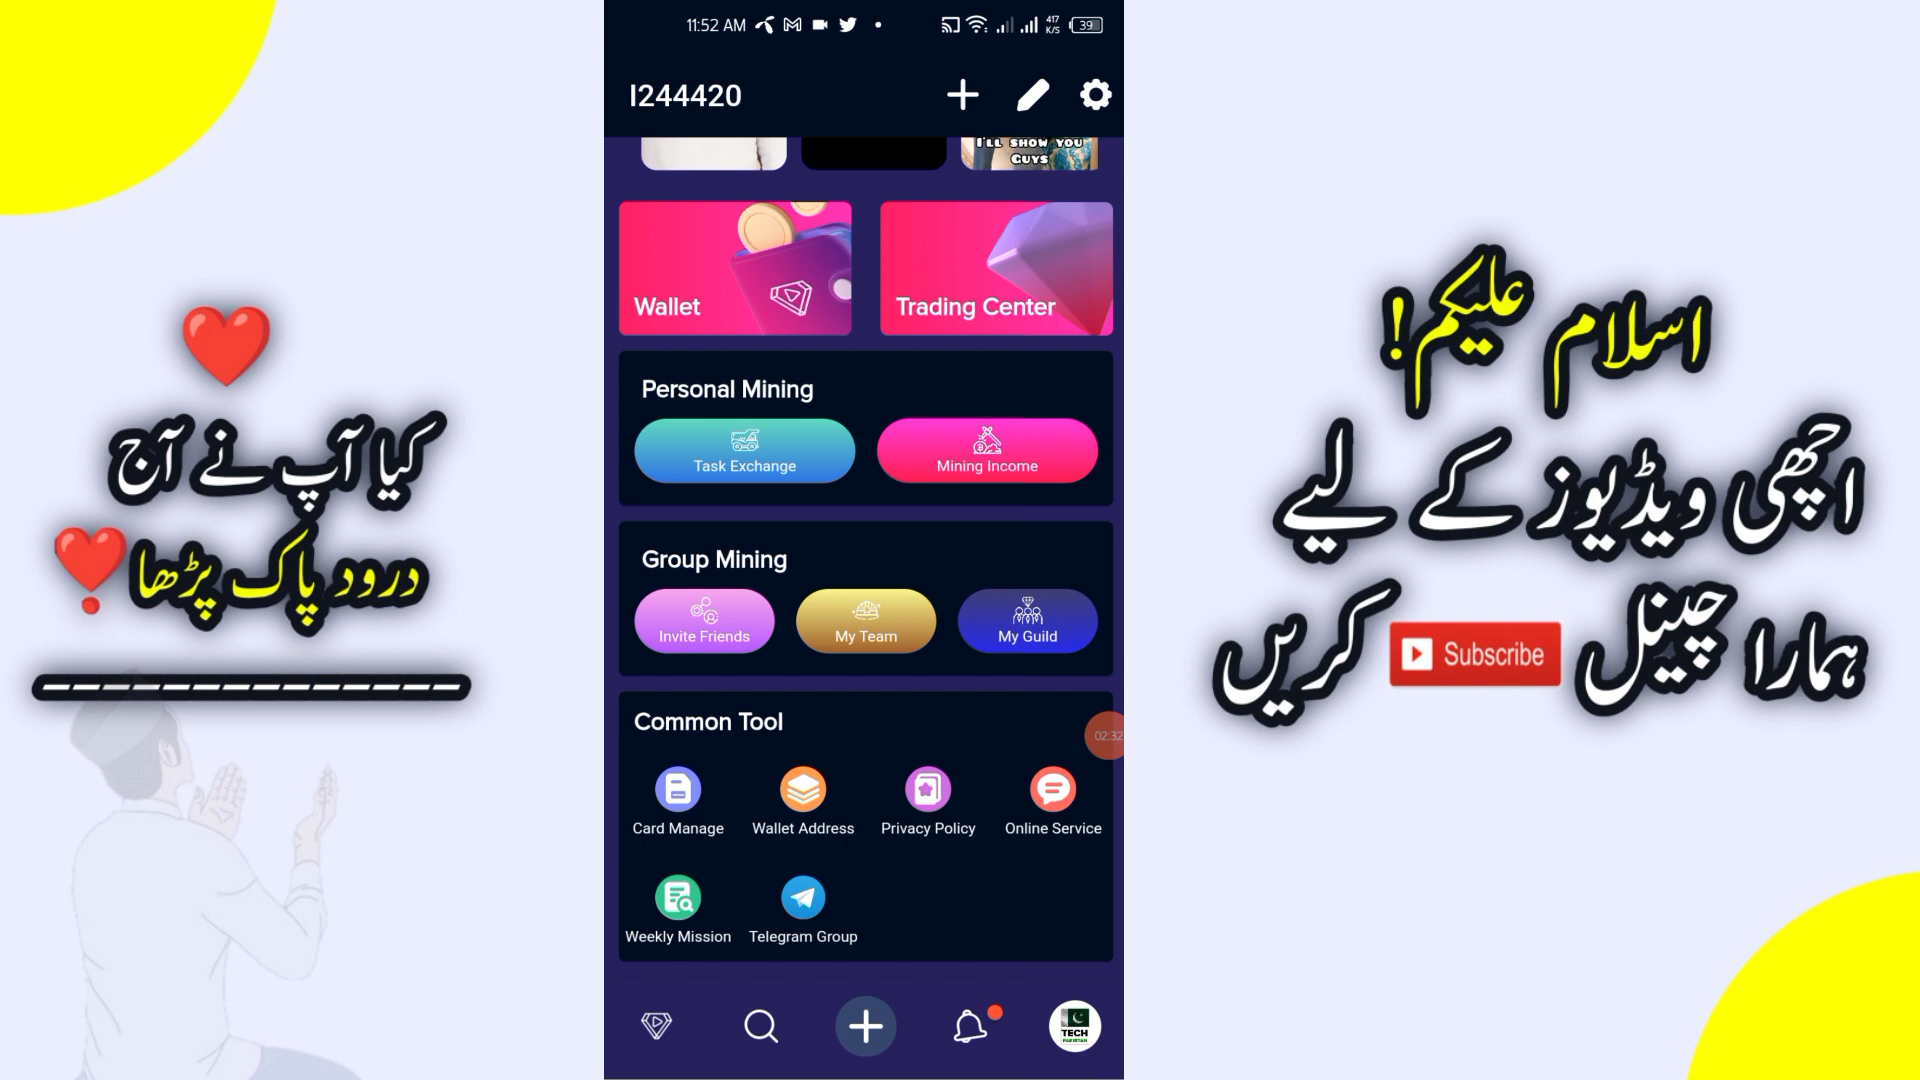 11:52 AM
417 K/S
39
I244420
I'LL SHOW YOU
GUYS
Wallet
Trading Center
Personal Mining
Task Exchange
Mining Income
Group Mining
Invite Friends
My Team
My Guild
Common Tool
02:32
Card Manage
Wallet Address
Privacy Policy
Online Service
Weekly Mission
Telegram Group
TECH
PAKISTAN
کیا آپ نے آج
درود پاک پڑھا
اسلام علیکم!
اچھی ویڈیوز کے لیے
ہمارا چینل Subscribe کریں